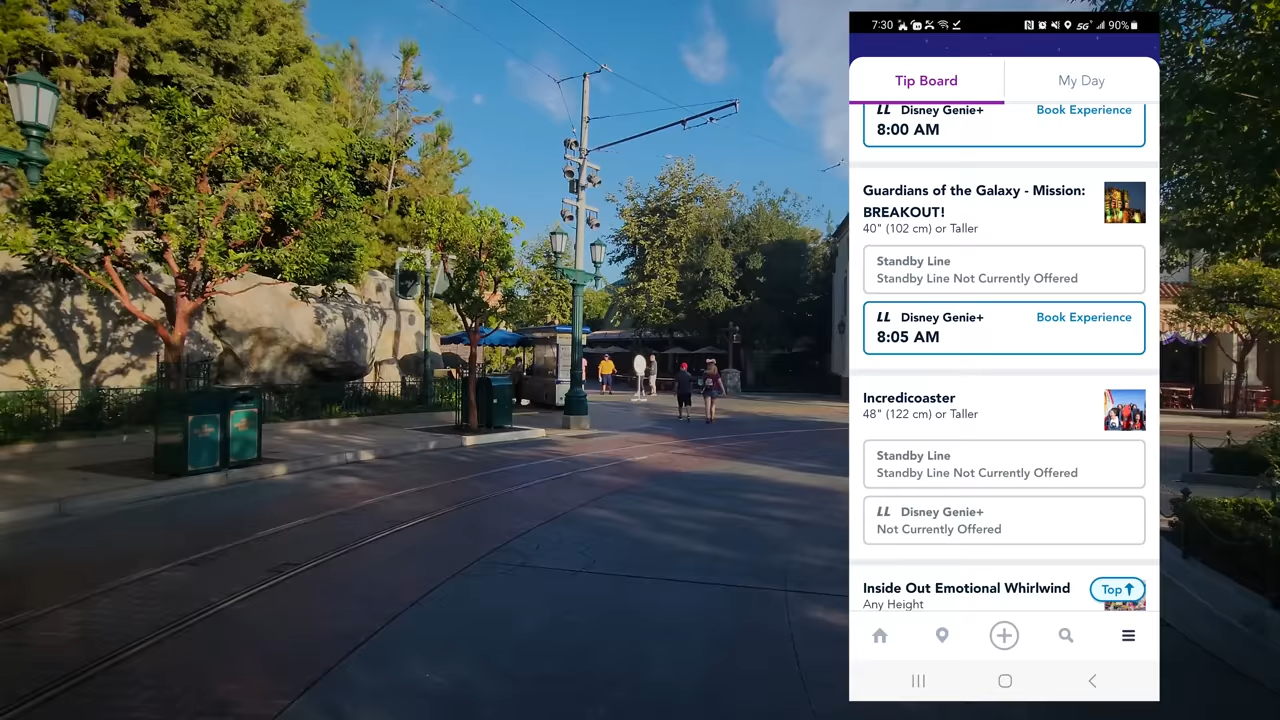 7:30
5G+
90%
Tip Board
My Day
LL Disney Genie+
Book Experience
8:00 AM
Guardians of the Galaxy - Mission:
BREAKOUT!
40" (102 cm) or Taller
Standby Line
Standby Line Not Currently Offered
LL Disney Genie+
Book Experience
8:05 AM
Incredicoaster
48" (122 cm) or Taller
Standby Line
Standby Line Not Currently Offered
LL Disney Genie+
Not Currently Offered
Inside Out Emotional Whirlwind
Any Height
Top